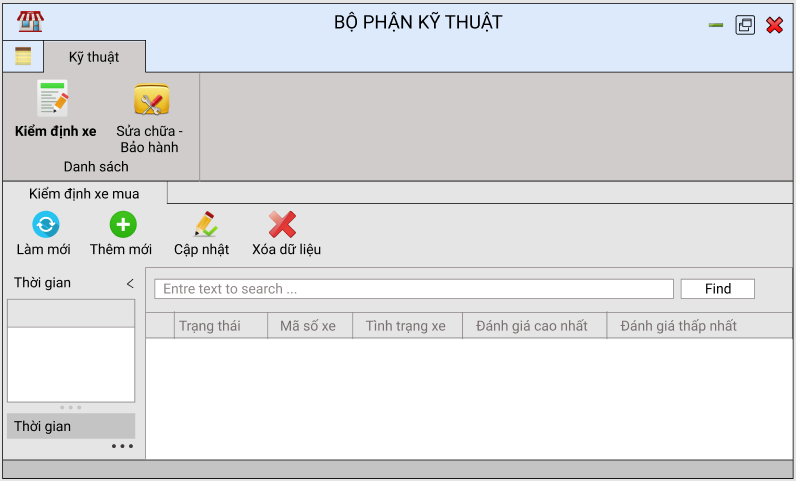 BỘ PHẬN KỸ THUẬT
Kỹ thuật
Kiểm định xe
Sửa chữa -
Bảo hành
Danh sách
Kiểm định xe mua
Làm mới
Thêm mới
Cập nhật
Xóa dữ liệu
Thời gian <
Entre text to search ...
Find
Trạng thái
Mã số xe
Tình trạng xe
Đánh giá cao nhất
Đánh giá thấp nhất
Thời gian